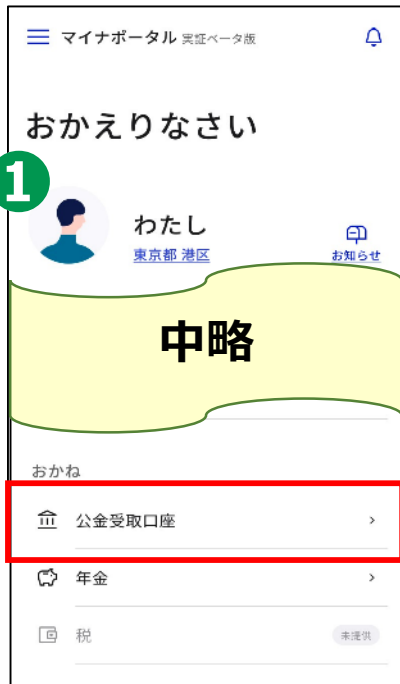 マイナポータル 実証ベータ版
おかえりなさい
1
わたし
東京都 港区
お知らせ
中略
おかね
公金受取口座
年金
税
未提供